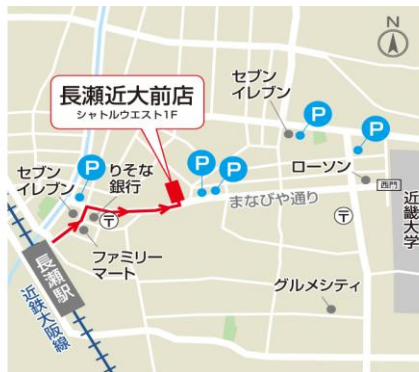 N
長瀬近大前店
シャトルウエスト1F
セブン
イレブン
P
P
ローソン
西門
近畿大学
セブン
イレブン
P
りそな
銀行
P
P
まなびや通り
〒
〒
ファミリー
マート
グルメシティ
長瀬駅
近鉄大阪線